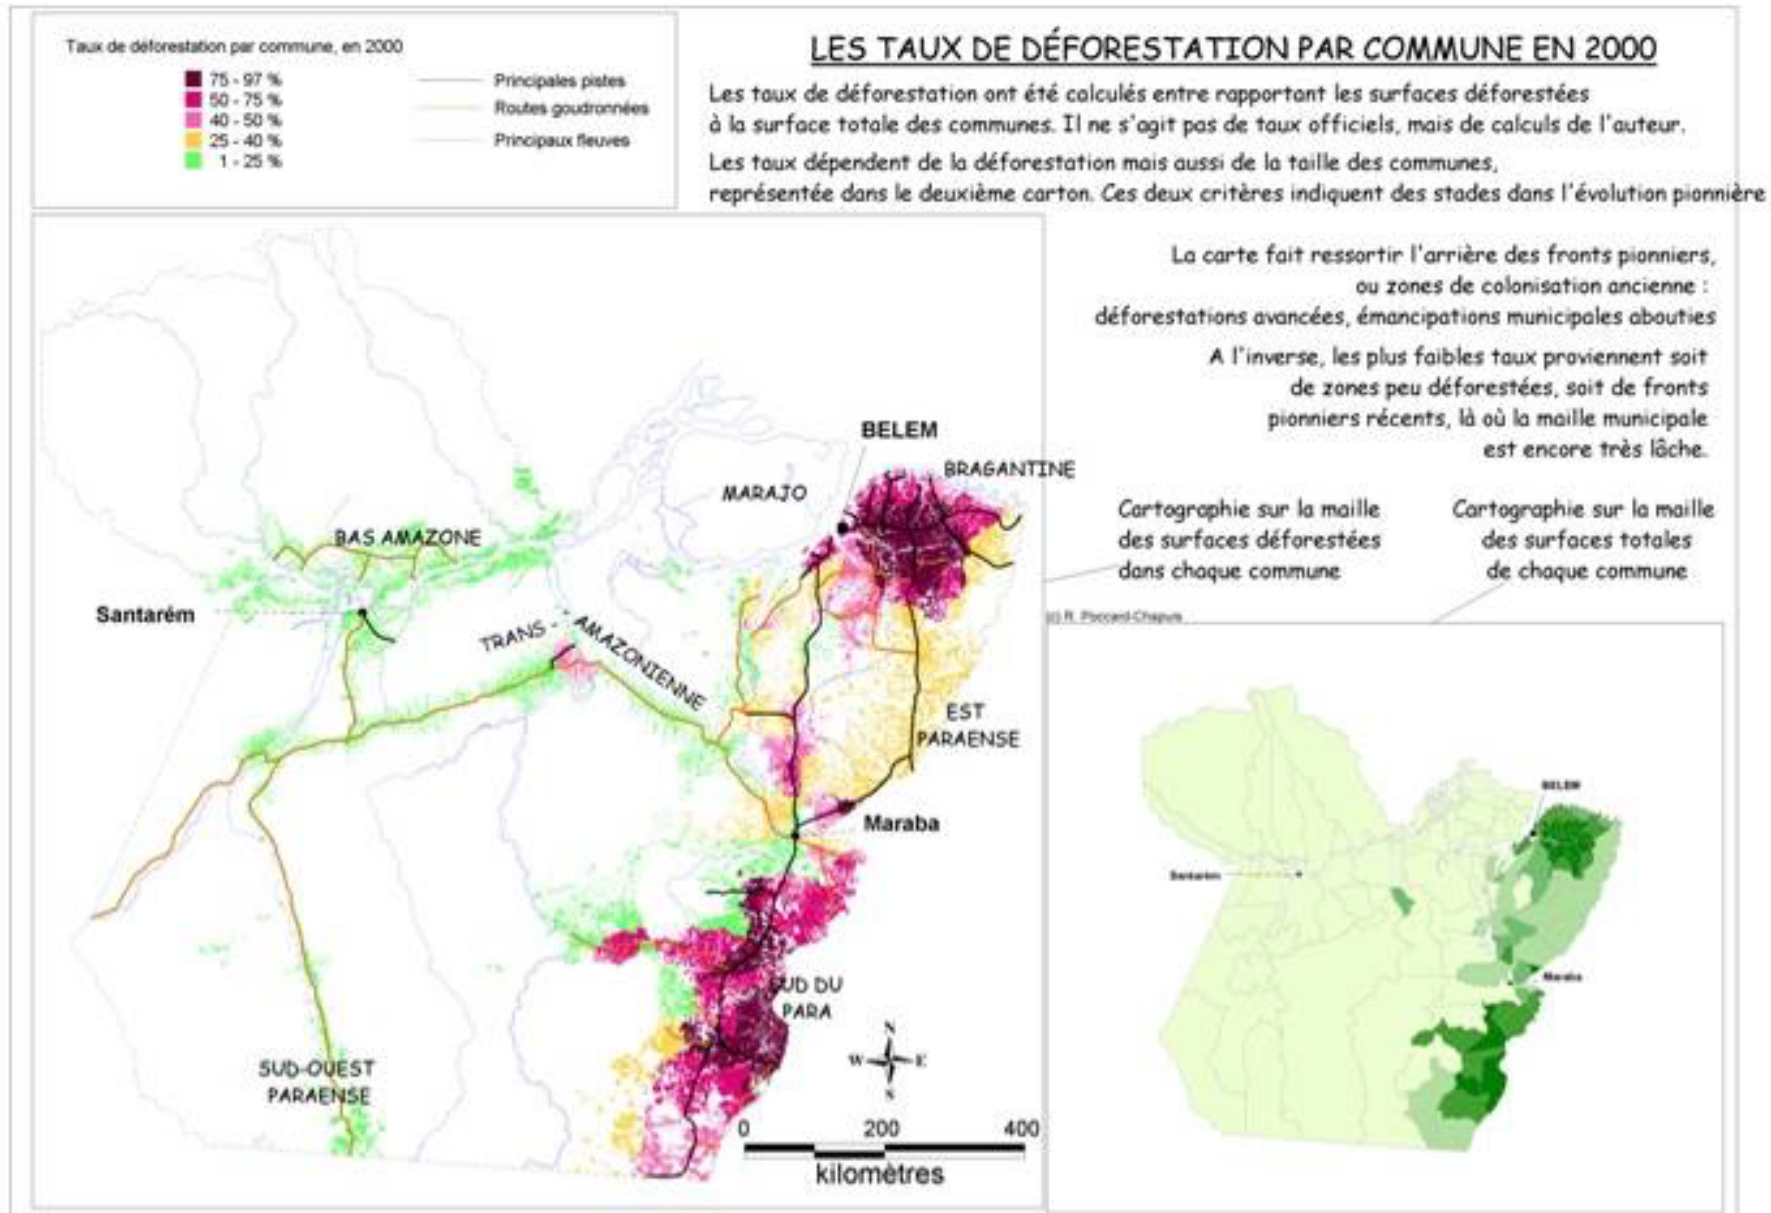 Taux de déforestation par commune, en 2000
75 - 97 %
50 - 75 %
40 - 50 %
25 - 40 %
1 - 25 %
Principales pistes
Routes goudronnées
Principaux fleuves
LES TAUX DE DÉFORESTATION PAR COMMUNE EN 2000
Les taux de déforestation ont été calculés entre rapportant les surfaces déforestées
à la surface totale des communes. Il ne s'agit pas de taux officiels, mais de calculs de l'auteur.
Les taux dépendent de la déforestation mais aussi de la taille des communes,
représentée dans le deuxième carton. Ces deux critères indiquent des stades dans l'évolution pionnière
La carte fait ressortir l'arrière des fronts pionniers,
ou zones de colonisation ancienne :
déforestations avancées, émancipations municipales abouties
A l'inverse, les plus faibles taux proviennent soit
de zones peu déforestées, soit de fronts
pionniers récents, là où la maille municipale
est encore très lâche.
Cartographie sur la maille
des surfaces déforestées
dans chaque commune
Cartographie sur la maille
des surfaces totales
de chaque commune
(c) R. Poccard-Chapuis
BELEM
BRAGANTINE
MARAJO
BAS AMAZONE
Santarém
TRANS -
AMAZONIENNE
EST
PARAENSE
Maraba
SUD DU
PARA
SUD-OUEST
PARAENSE
N
W
E
S
0
200
400
kilomètres
BELEM
Santarém
Maraba